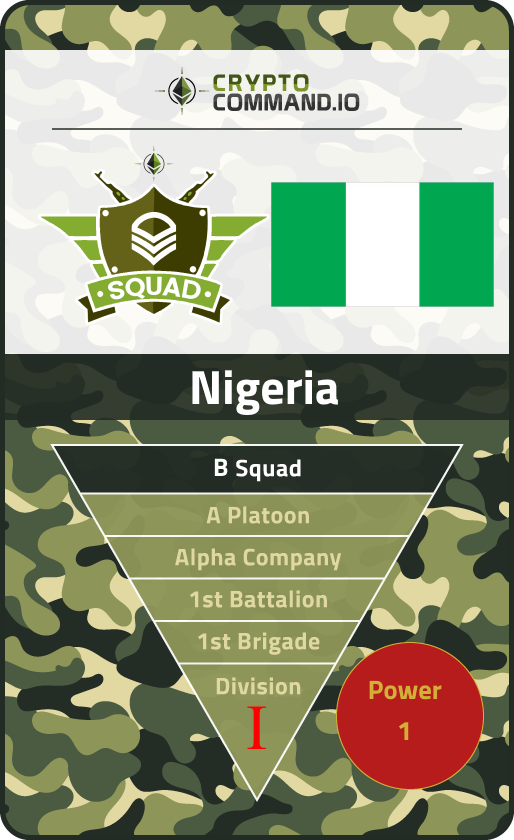 CRYPTO
COMMAND.IO
SQUAD
Nigeria
B Squad
A Platoon
Alpha Company
1st Battalion
1st Brigade
Division
I
Power
1